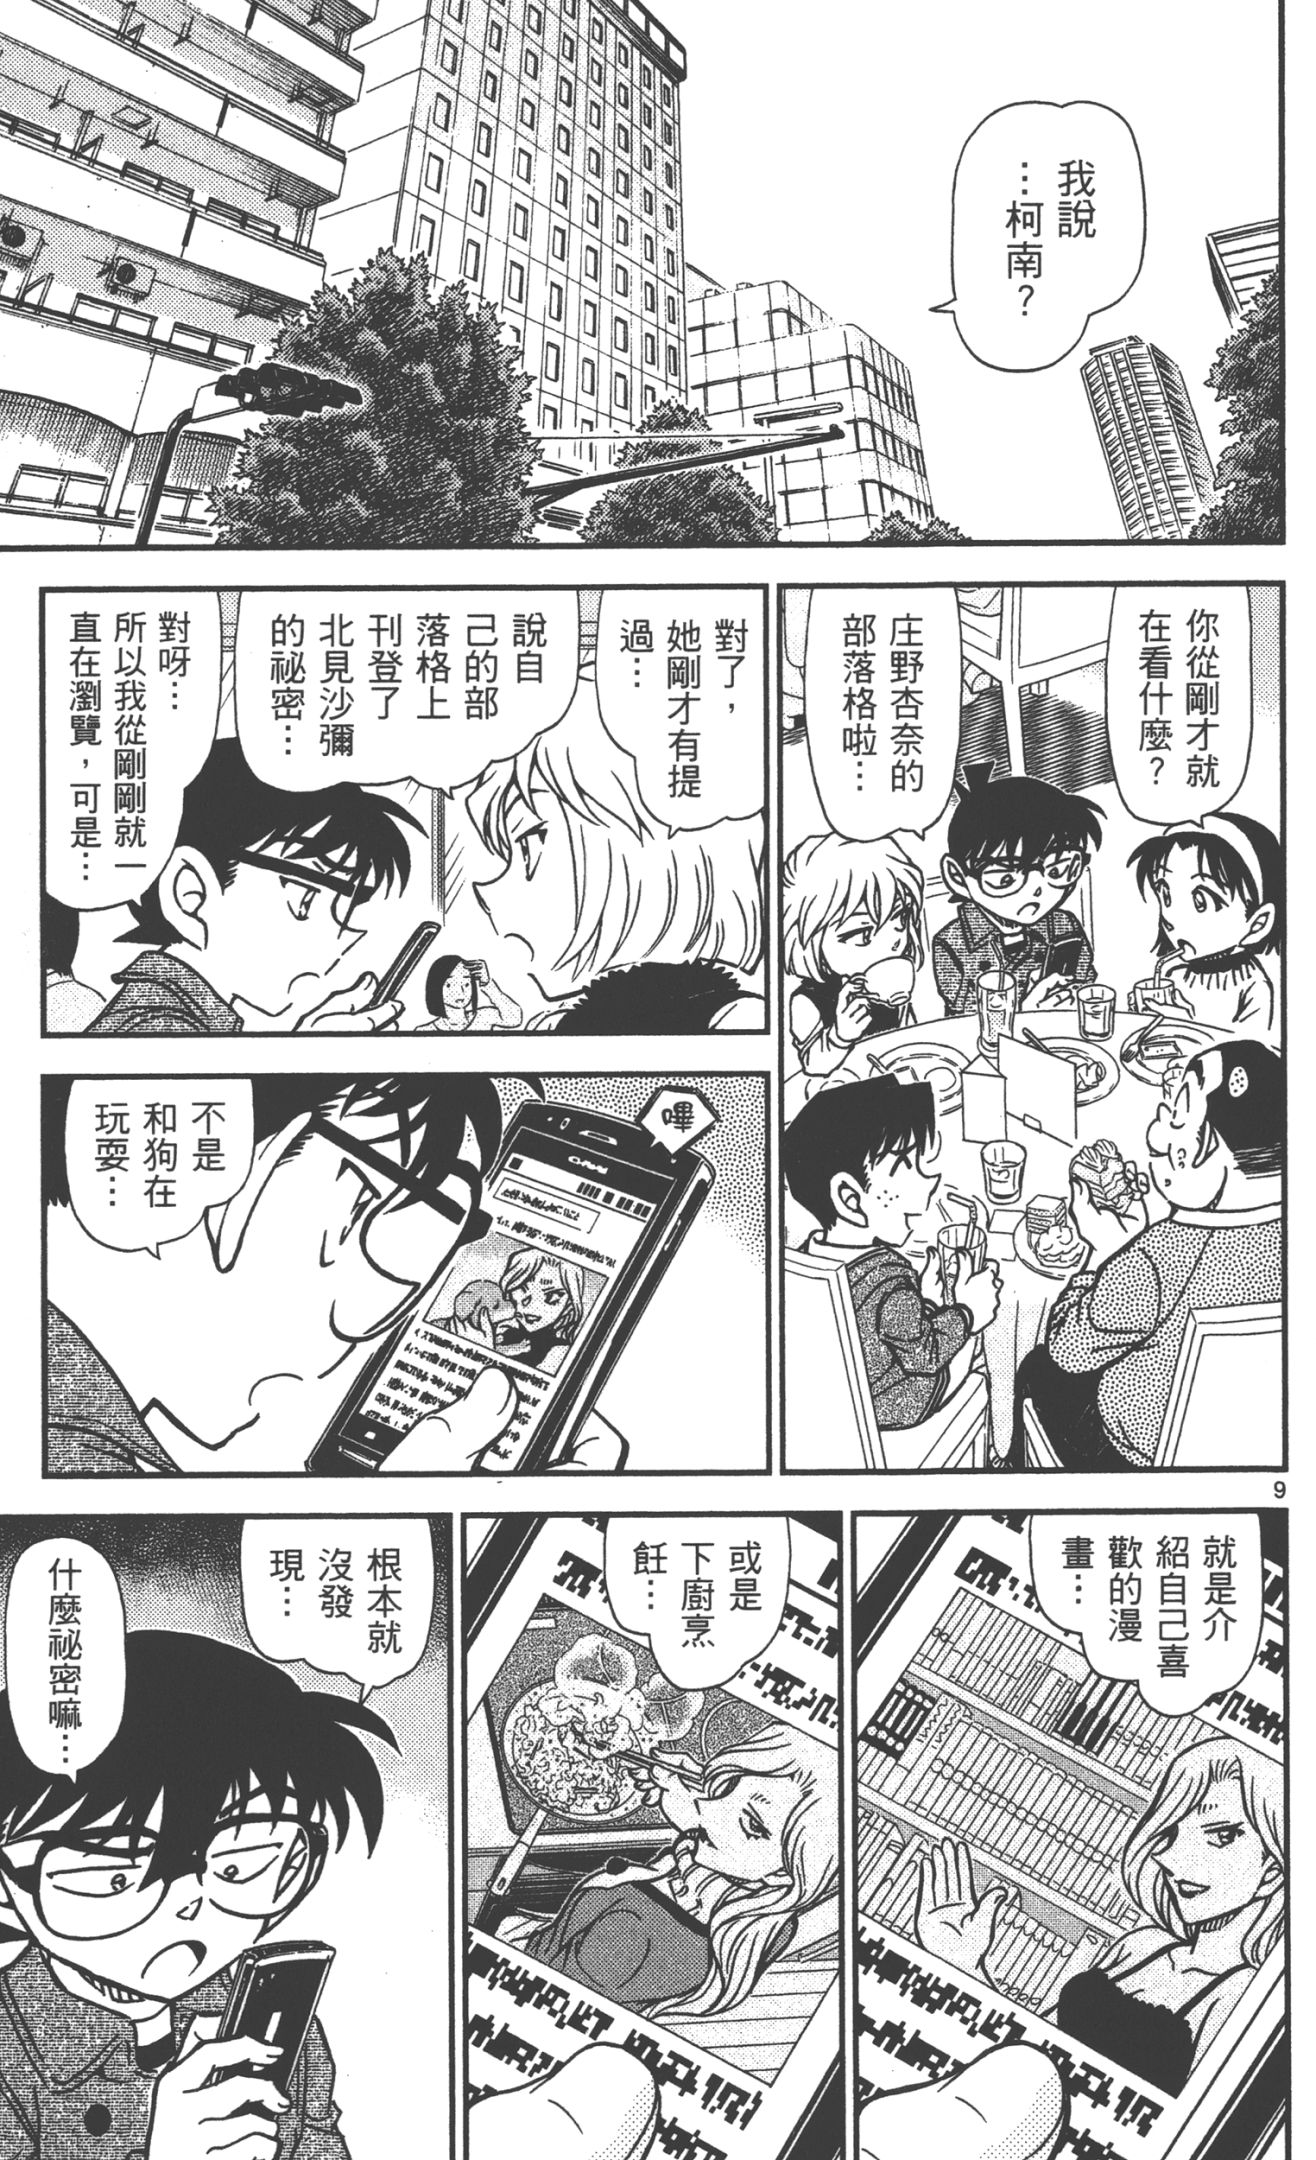 我說
…柯南？
你從剛才就
在看什麼？
庄野杏奈的
部落格啦…
對了，
她剛才有提
過…
說自
己的部
落格上
刊登了
北見沙彌
的祕密…
對呀…
所以我從剛剛就一
直在瀏覽，可是…
嗶
不是
和狗在
玩耍…
9
就是介
紹自己喜
歡的漫
畫…
或是
下廚烹
飪…
根本就
沒發
現…
什麼祕密嘛…